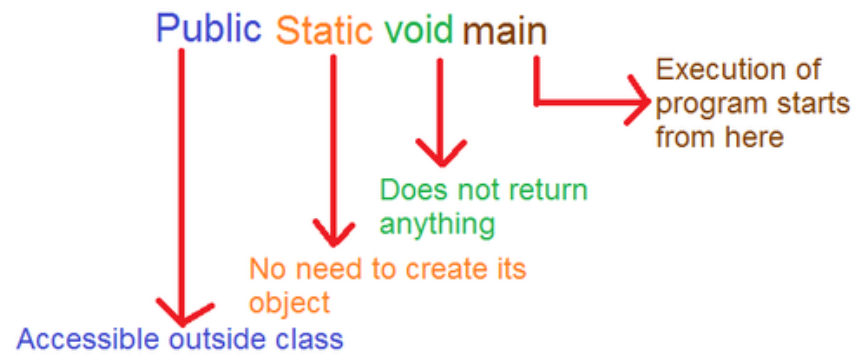 Public Static void main
Execution of
program starts
from here
Does not return
anything
No need to create its
object
Accessible outside class